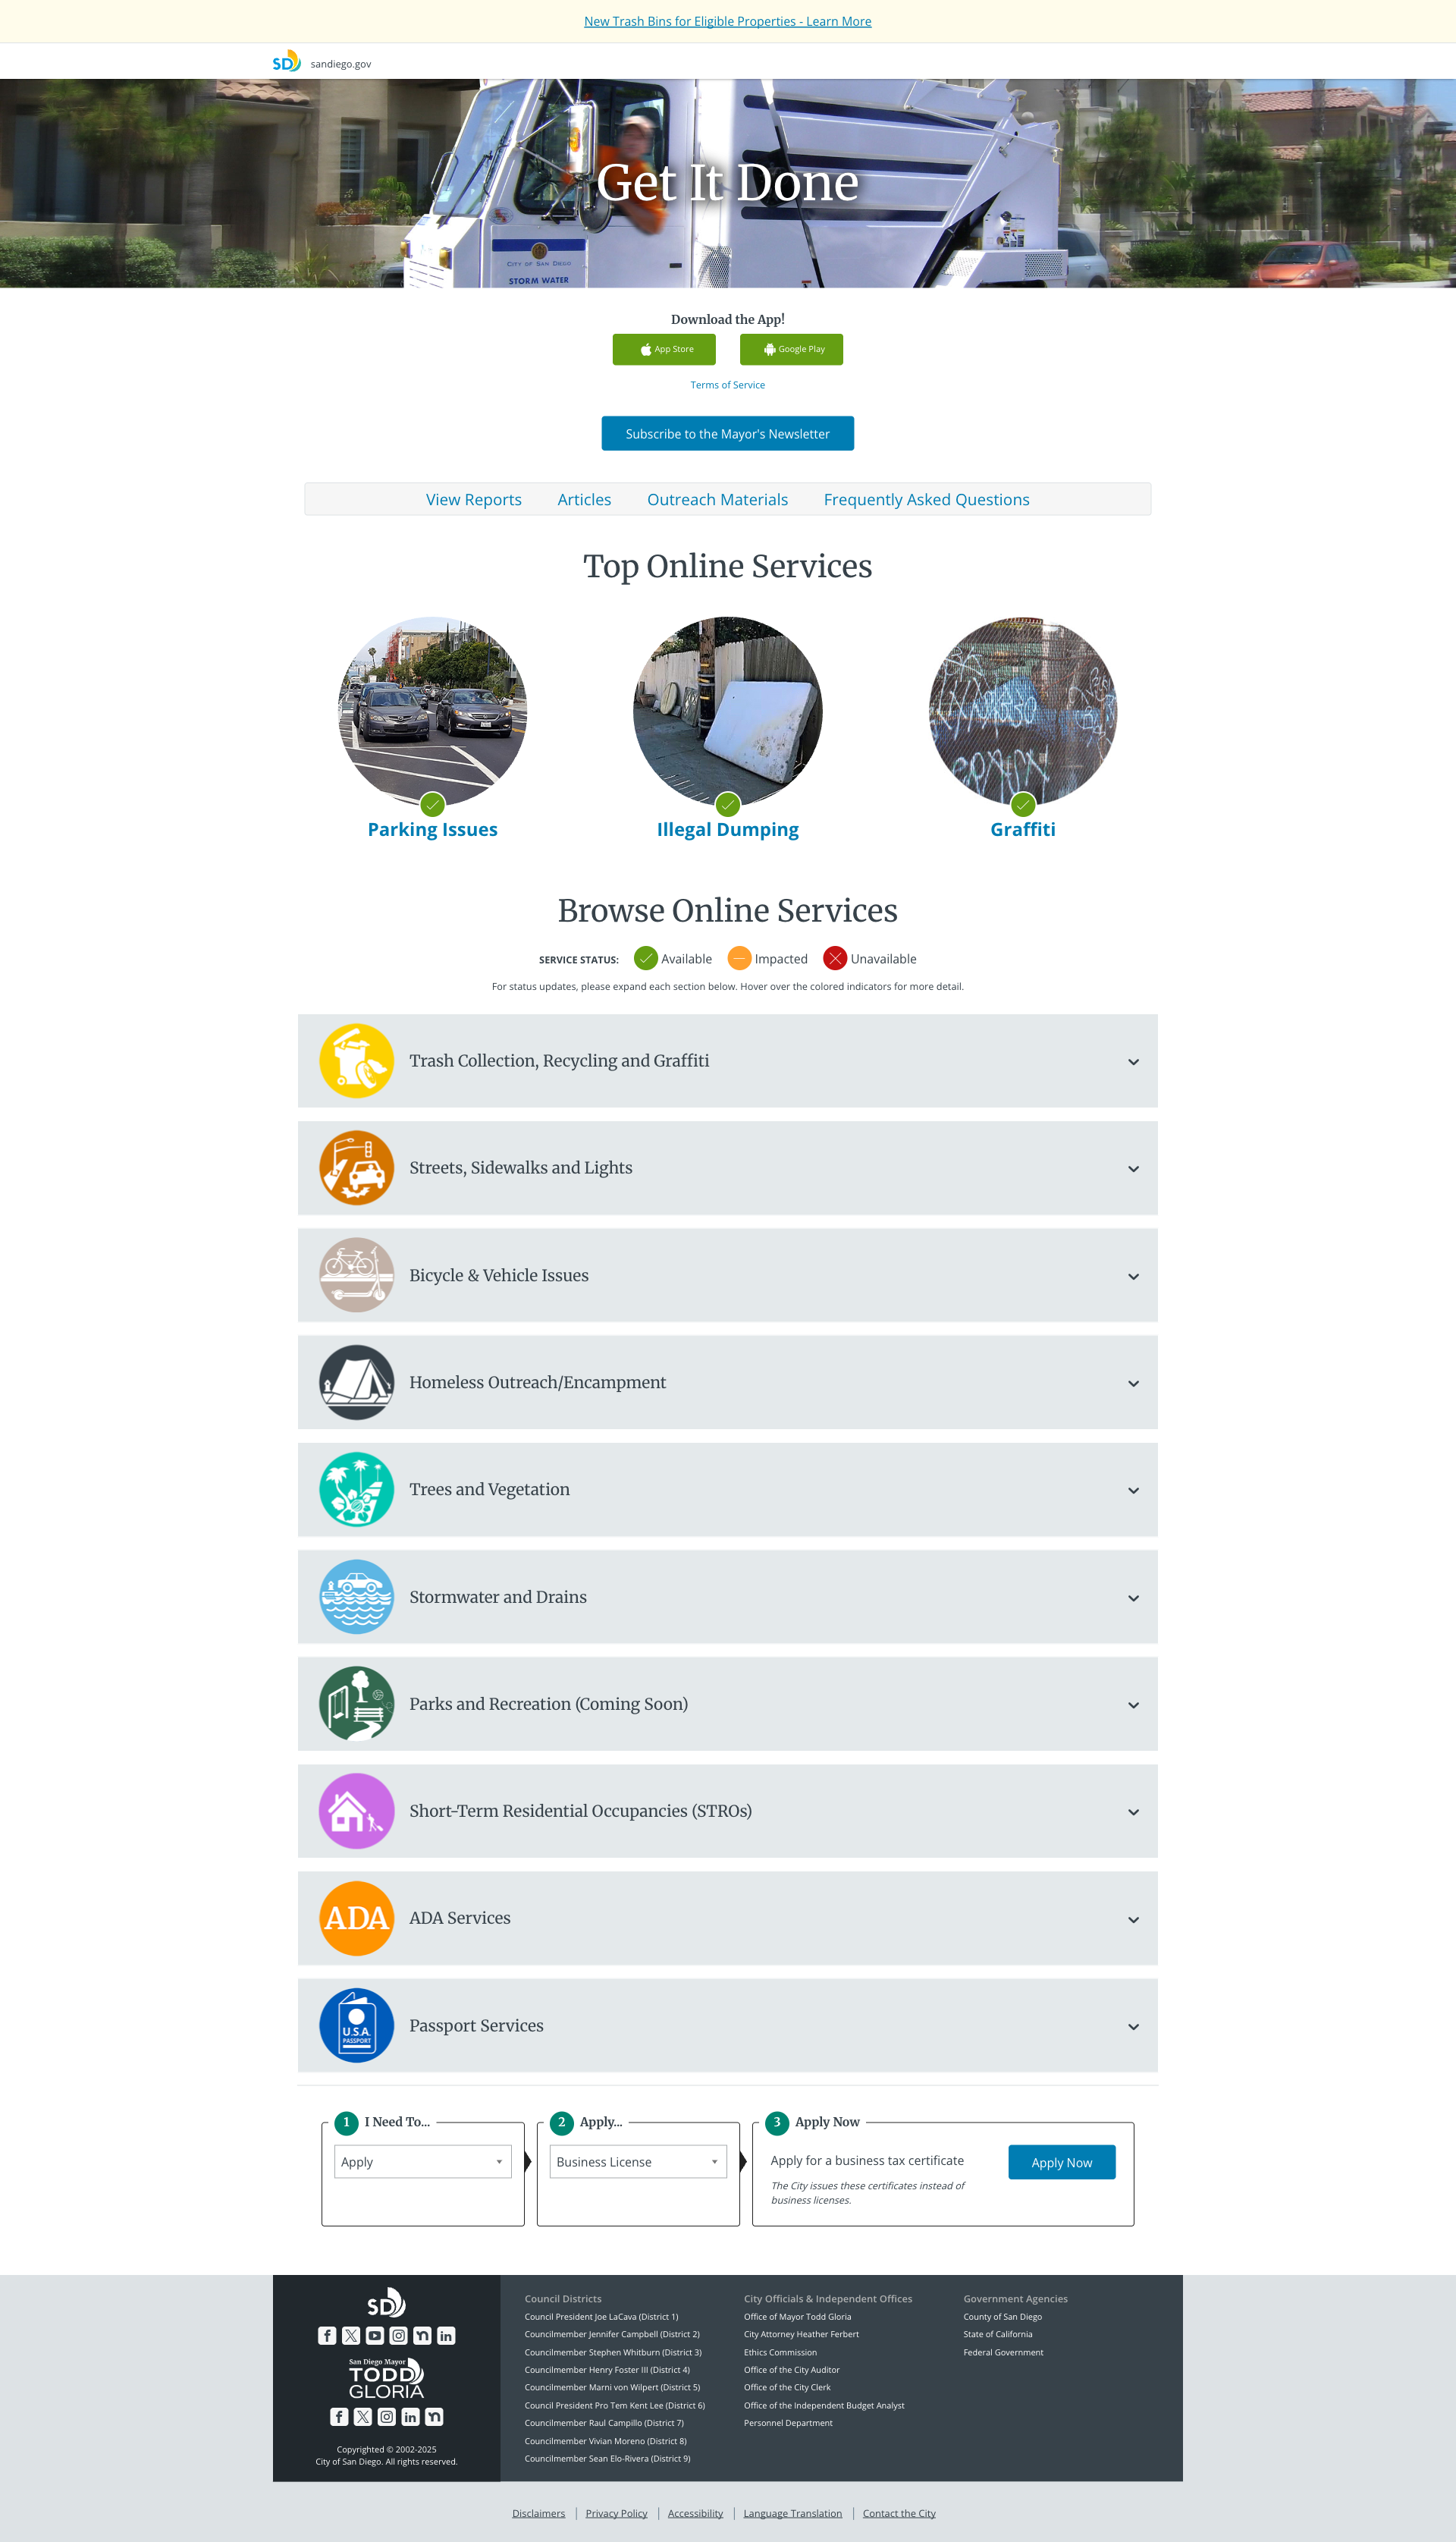 New Trash Bins for Eligible Properties - Learn More
SD sandiego.gov
Get It Done
CITY OF SAN DIEGO
STORM WATER
Download the App!
App Store Google Play
Terms of Service
Subscribe to the Mayor's Newsletter
View Reports Articles Outreach Materials Frequently Asked Questions
Top Online Services
Parking Issues Illegal Dumping Graffiti
Browse Online Services
SERVICE STATUS: Available Impacted Unavailable
For status updates, please expand each section below. Hover over the colored indicators for more detail.
Trash Collection, Recycling and Graffiti
Streets, Sidewalks and Lights
Bicycle & Vehicle Issues
Homeless Outreach/Encampment
Trees and Vegetation
Stormwater and Drains
Parks and Recreation (Coming Soon)
Short-Term Residential Occupancies (STROs)
ADA ADA Services
U.S.A.
PASSPORT
Passport Services
1 I Need To...
Apply
2 Apply...
Business License
3 Apply Now
Apply for a business tax certificate
The City issues these certificates instead of
business licenses.
Apply Now
SD
San Diego Mayor
TODD
GLORIA
Copyrighted © 2002-2025
City of San Diego. All rights reserved.
Council Districts
Council President Joe LaCava (District 1)
Councilmember Jennifer Campbell (District 2)
Councilmember Stephen Whitburn (District 3)
Councilmember Henry Foster III (District 4)
Councilmember Marni von Wilpert (District 5)
Council President Pro Tem Kent Lee (District 6)
Councilmember Raul Campillo (District 7)
Councilmember Vivian Moreno (District 8)
Councilmember Sean Elo-Rivera (District 9)
City Officials & Independent Offices
Office of Mayor Todd Gloria
City Attorney Heather Ferbert
Ethics Commission
Office of the City Auditor
Office of the City Clerk
Office of the Independent Budget Analyst
Personnel Department
Government Agencies
County of San Diego
State of California
Federal Government
Disclaimers | Privacy Policy | Accessibility | Language Translation | Contact the City